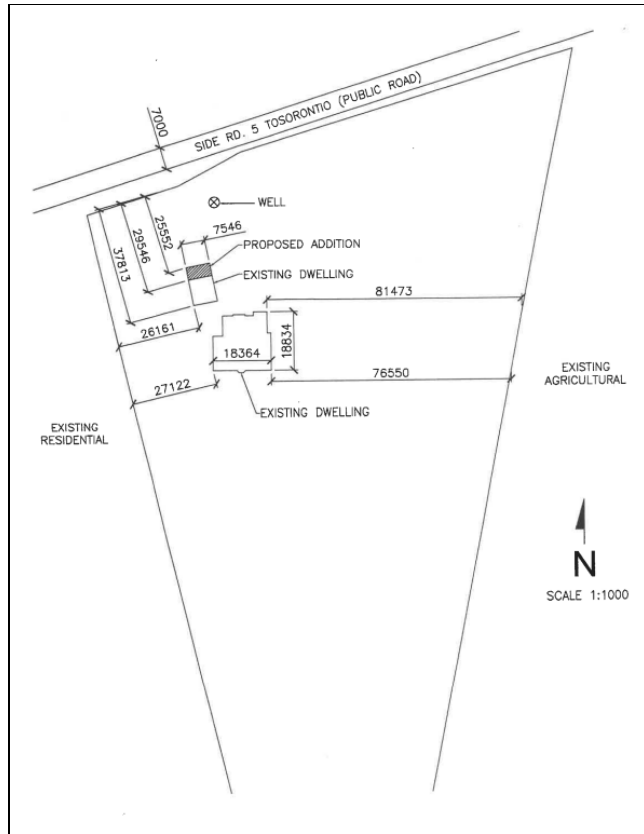 7000
SIDE RD. 5 TOSORONTIO (PUBLIC ROAD)
WELL
7546
25552
29546
37813
PROPOSED ADDITION
EXISTING DWELLING
81473
26161
18834
18364
76550
27122
EXISTING
AGRICULTURAL
EXISTING DWELLING
EXISTING
RESIDENTIAL
N
SCALE 1:1000